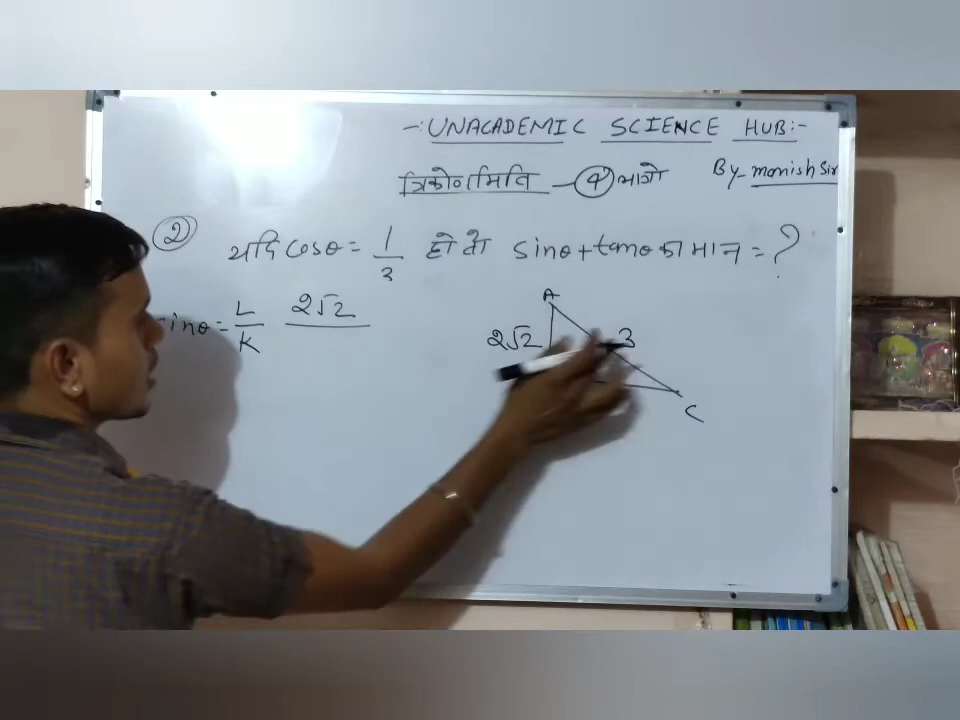 -: UNACADEMIC SCIENCE HUB:-
त्रिकोणमिति - ④ भागो By- manish Sir
② यदि cosθ = 1/3 हो तो sinθ + tanθ का मान = ?
sinθ = L/K 2√2
A
2√2 3
C